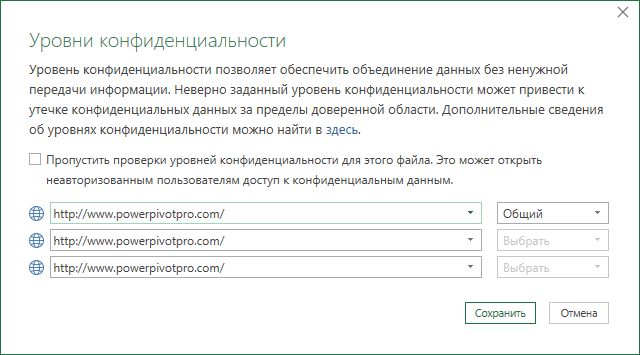 Уровни конфиденциальности
Уровень конфиденциальности позволяет обеспечить объединение данных без ненужной
передачи информации. Неверно заданный уровень конфиденциальности может привести к
утечке конфиденциальных данных за пределы доверенной области. Дополнительные сведения
об уровнях конфиденциальности можно найти в здесь.
Пропустить проверки уровней конфиденциальности для этого файла. Это может открыть
неавторизованным пользователям доступ к конфиденциальным данным.
http://www.powerpivotpro.com/ Общий
http://www.powerpivotpro.com/ Выбрать
http://www.powerpivotpro.com/ Выбрать
Сохранить Отмена